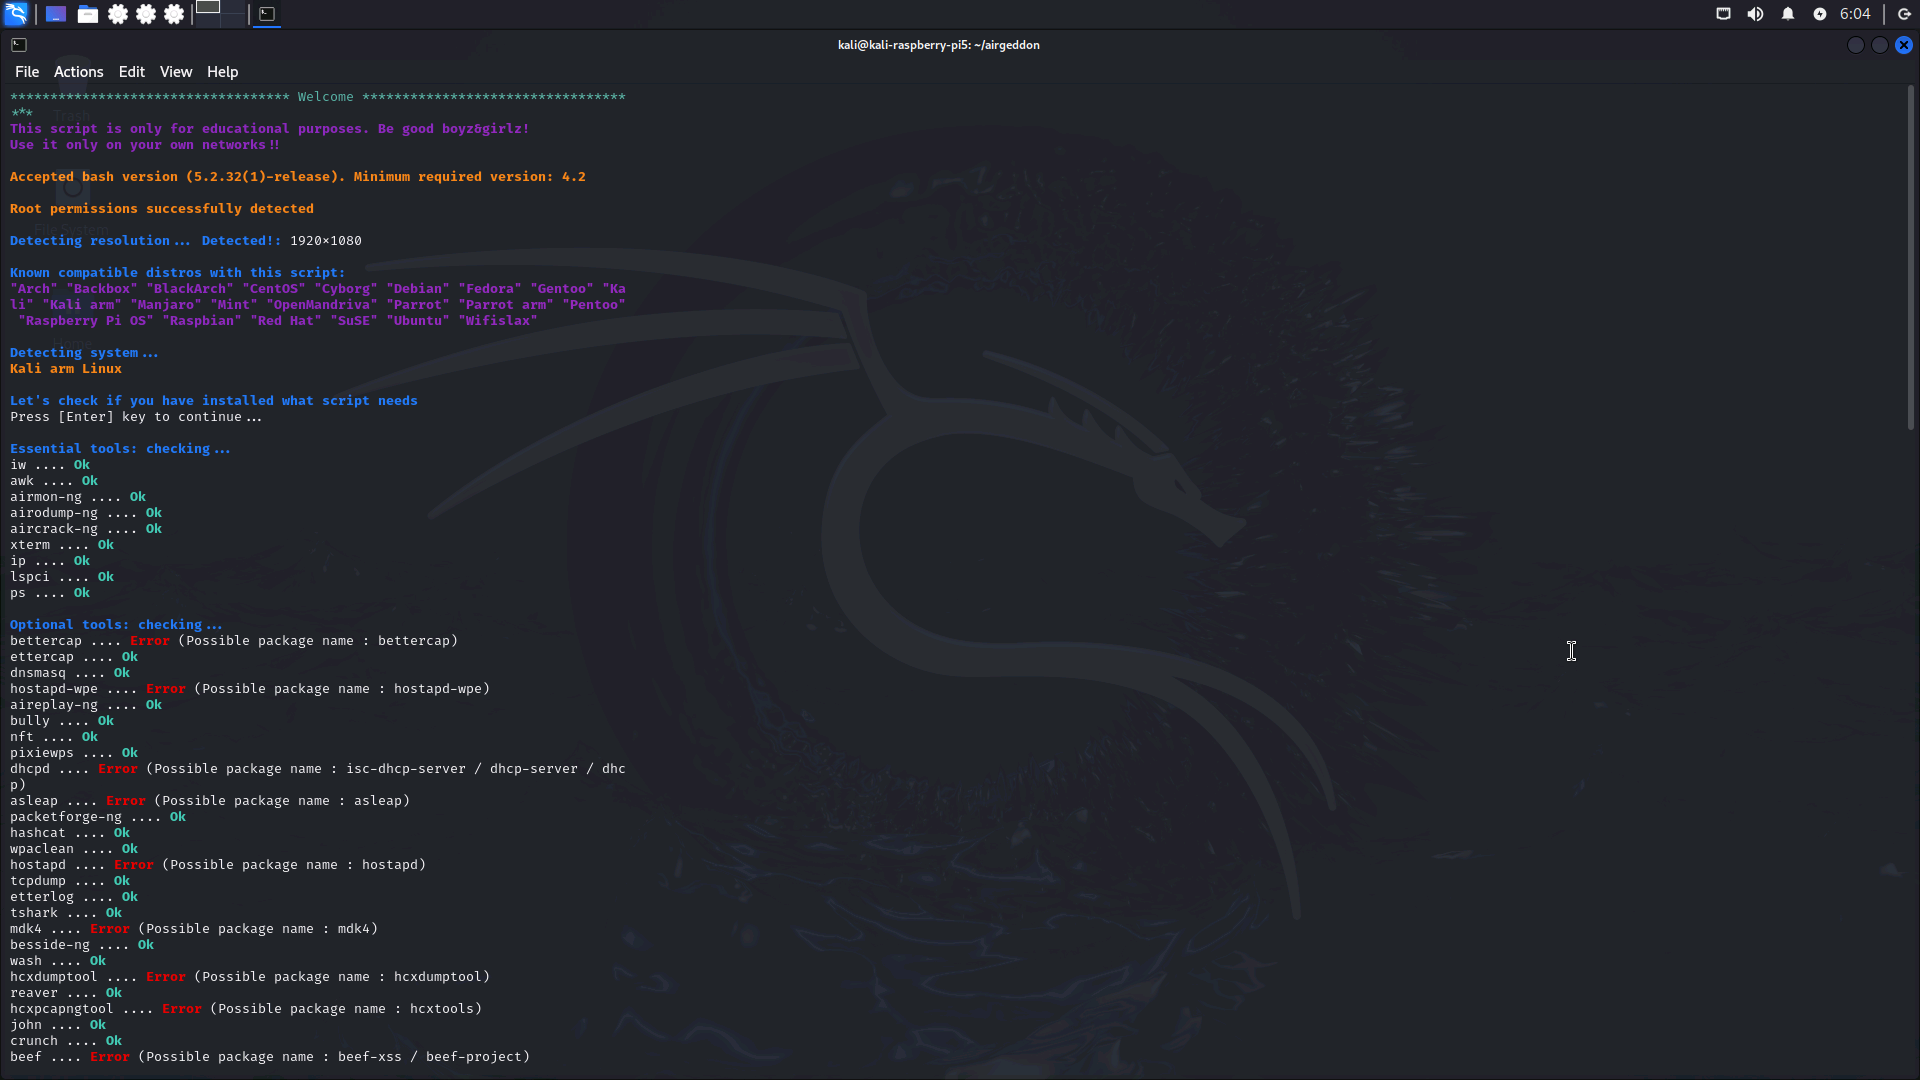 6:04
kali@kali-raspberry-pi5: ~/airgeddon
File Actions Edit View Help
*********************************** Welcome *********************************
***
This script is only for educational purposes. Be good boyz&girlz!
Use it only on your own networks!!
Accepted bash version (5.2.32(1)-release). Minimum required version: 4.2
Root permissions successfully detected
File System
Detecting resolution... Detected!: 1920×1080
Known compatible distros with this script:
"Arch" "Backbox" "BlackArch" "CentOS" "Cyborg" "Debian" "Fedora" "Gentoo" "Ka
li" "Kali arm" "Manjaro" "Mint" "OpenMandriva" "Parrot" "Parrot arm" "Pentoo"
"Raspberry Pi OS" "Raspbian" "Red Hat" "SuSE" "Ubuntu" "Wifislax"
Home
Detecting system...
Kali arm Linux
Let's check if you have installed what script needs
Press [Enter] key to continue...
Essential tools: checking...
iw .... Ok
awk .... Ok
airmon-ng .... Ok
airodump-ng .... Ok
aircrack-ng .... Ok
xterm .... Ok
ip .... Ok
lspci .... Ok
ps .... Ok
Optional tools: checking...
bettercap .... Error (Possible package name : bettercap)
ettercap .... Ok
dnsmasq .... Ok
hostapd-wpe .... Error (Possible package name : hostapd-wpe)
aireplay-ng .... Ok
bully .... Ok
nft .... Ok
pixiewps .... Ok
dhcpd .... Error (Possible package name : isc-dhcp-server / dhcp-server / dhc
p)
asleap .... Error (Possible package name : asleap)
packetforge-ng .... Ok
hashcat .... Ok
wpaclean .... Ok
hostapd .... Error (Possible package name : hostapd)
tcpdump .... Ok
etterlog .... Ok
tshark .... Ok
mdk4 .... Error (Possible package name : mdk4)
besside-ng .... Ok
wash .... Ok
hcxdumptool .... Error (Possible package name : hcxdumptool)
reaver .... Ok
hcxpcapngtool .... Error (Possible package name : hcxtools)
john .... Ok
crunch .... Ok
beef .... Error (Possible package name : beef-xss / beef-project)